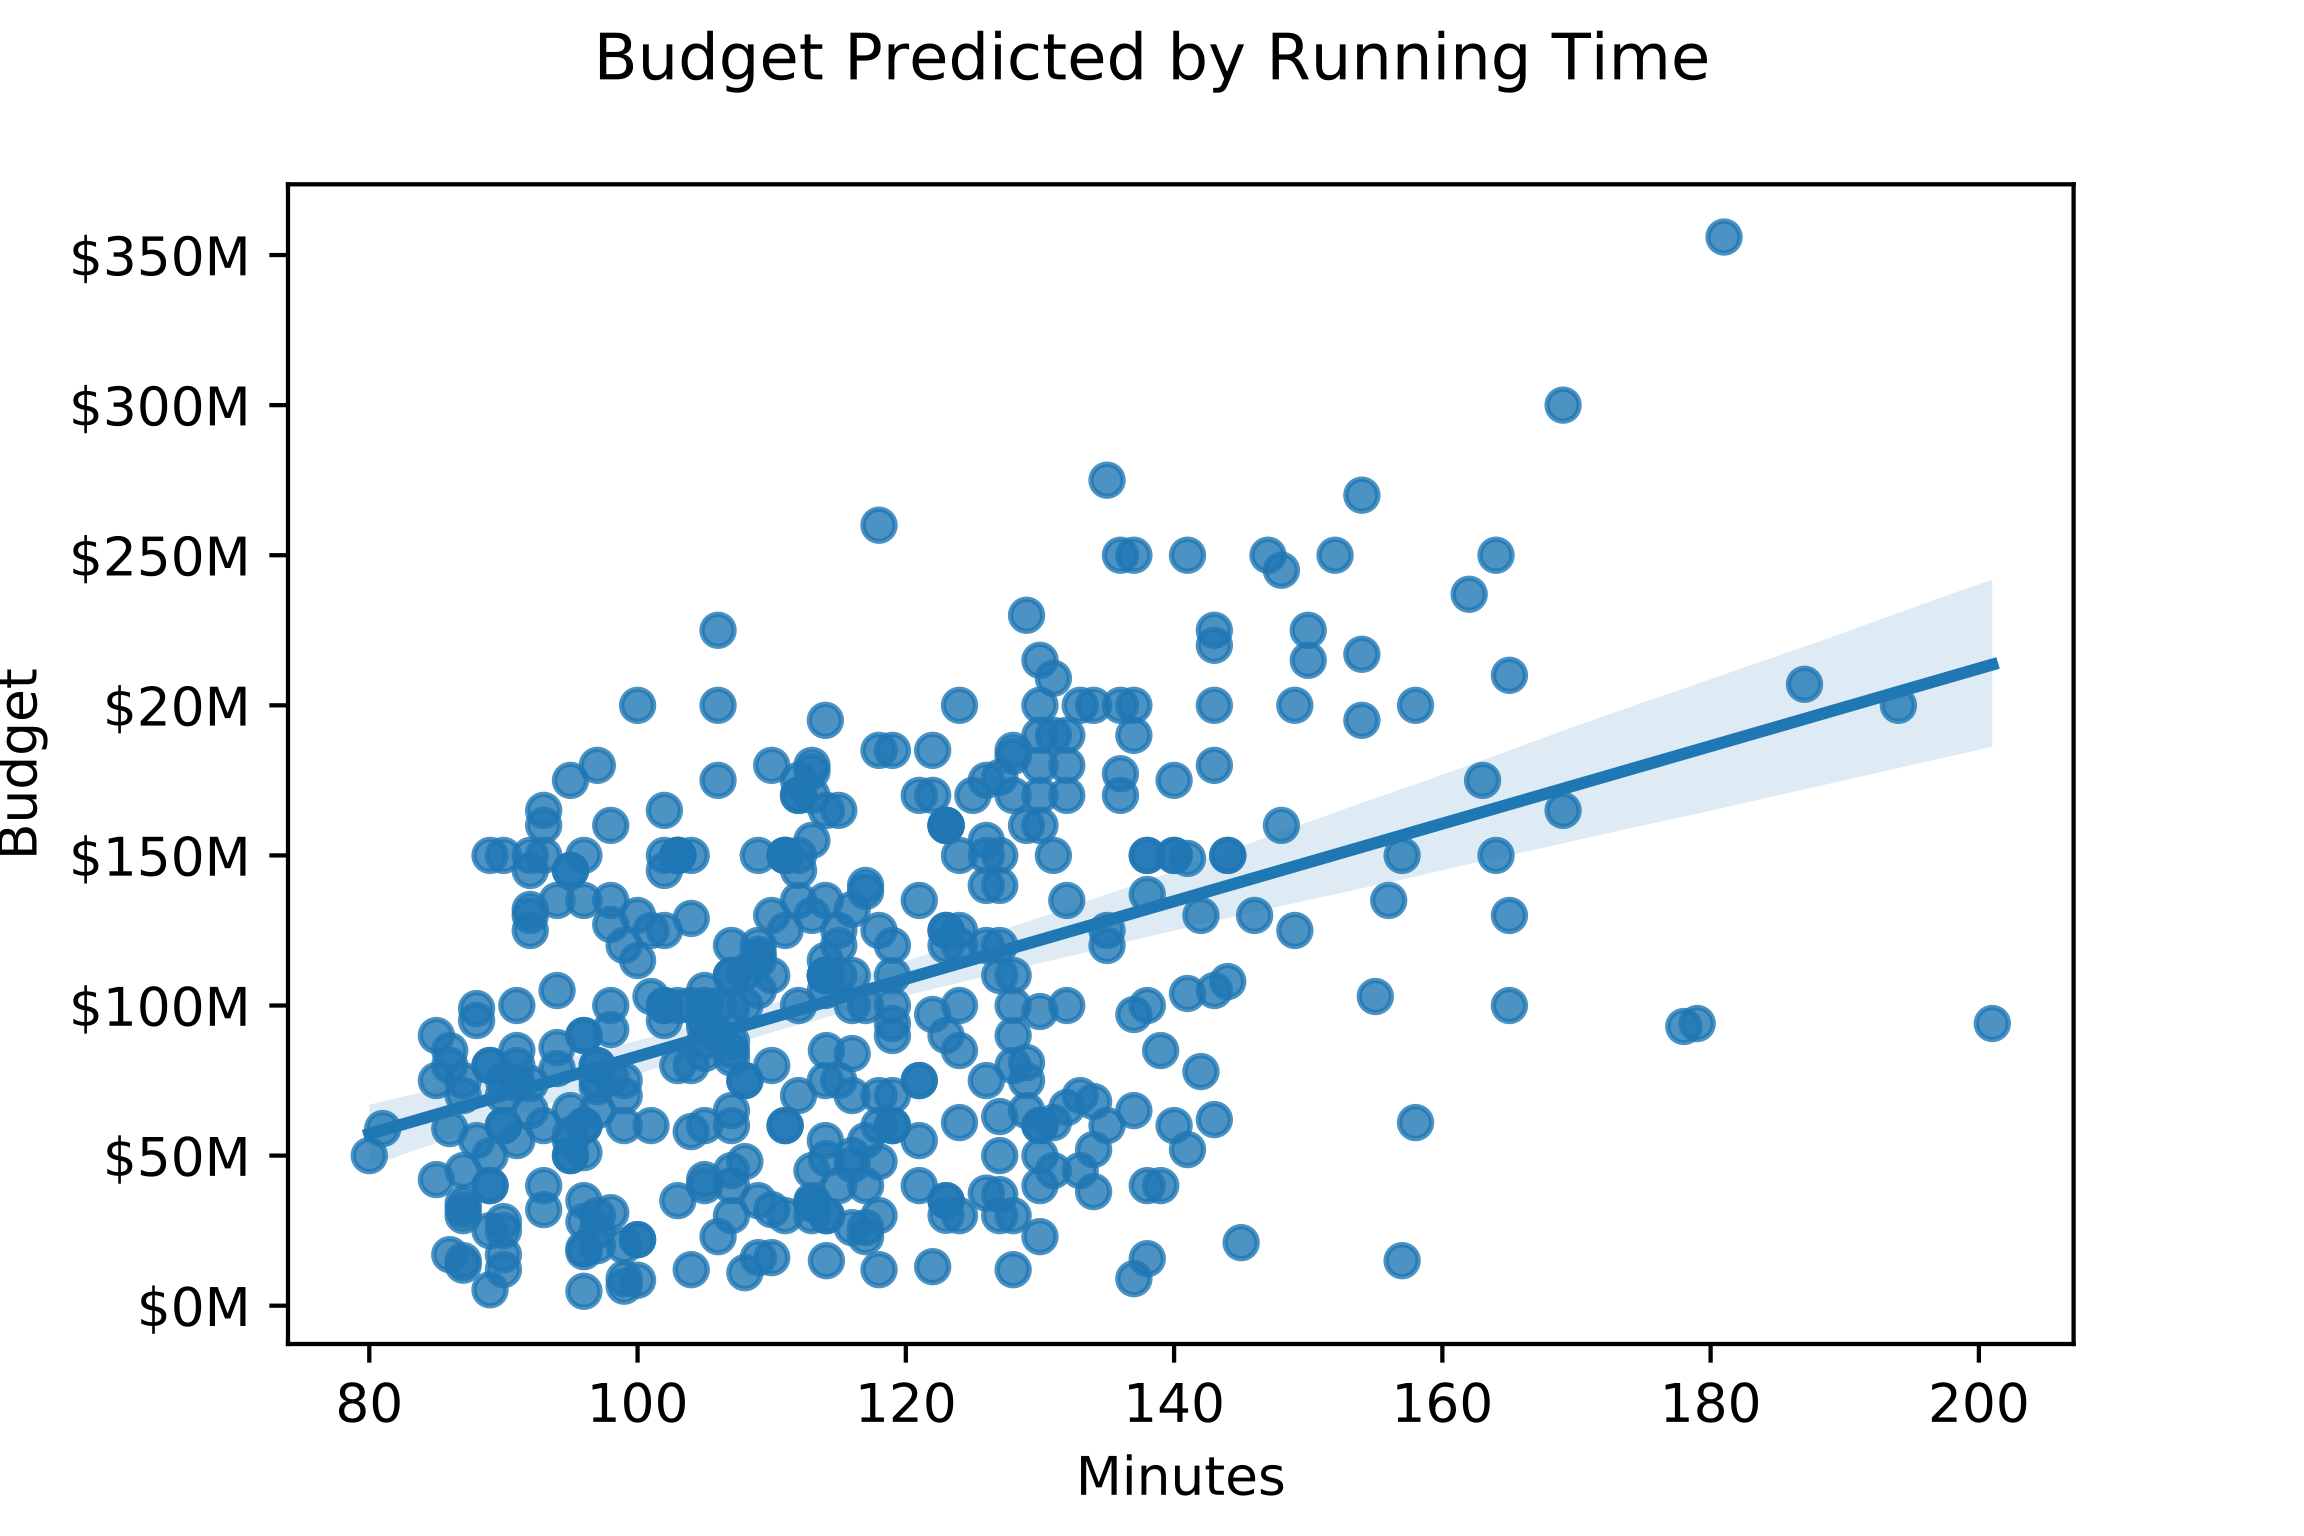 Budget Predicted by Running Time
$350M
$300M
$250M
$20M
$150M
$100M
$50M
$0M
Budget
80 100 120 140 160 180 200
Minutes